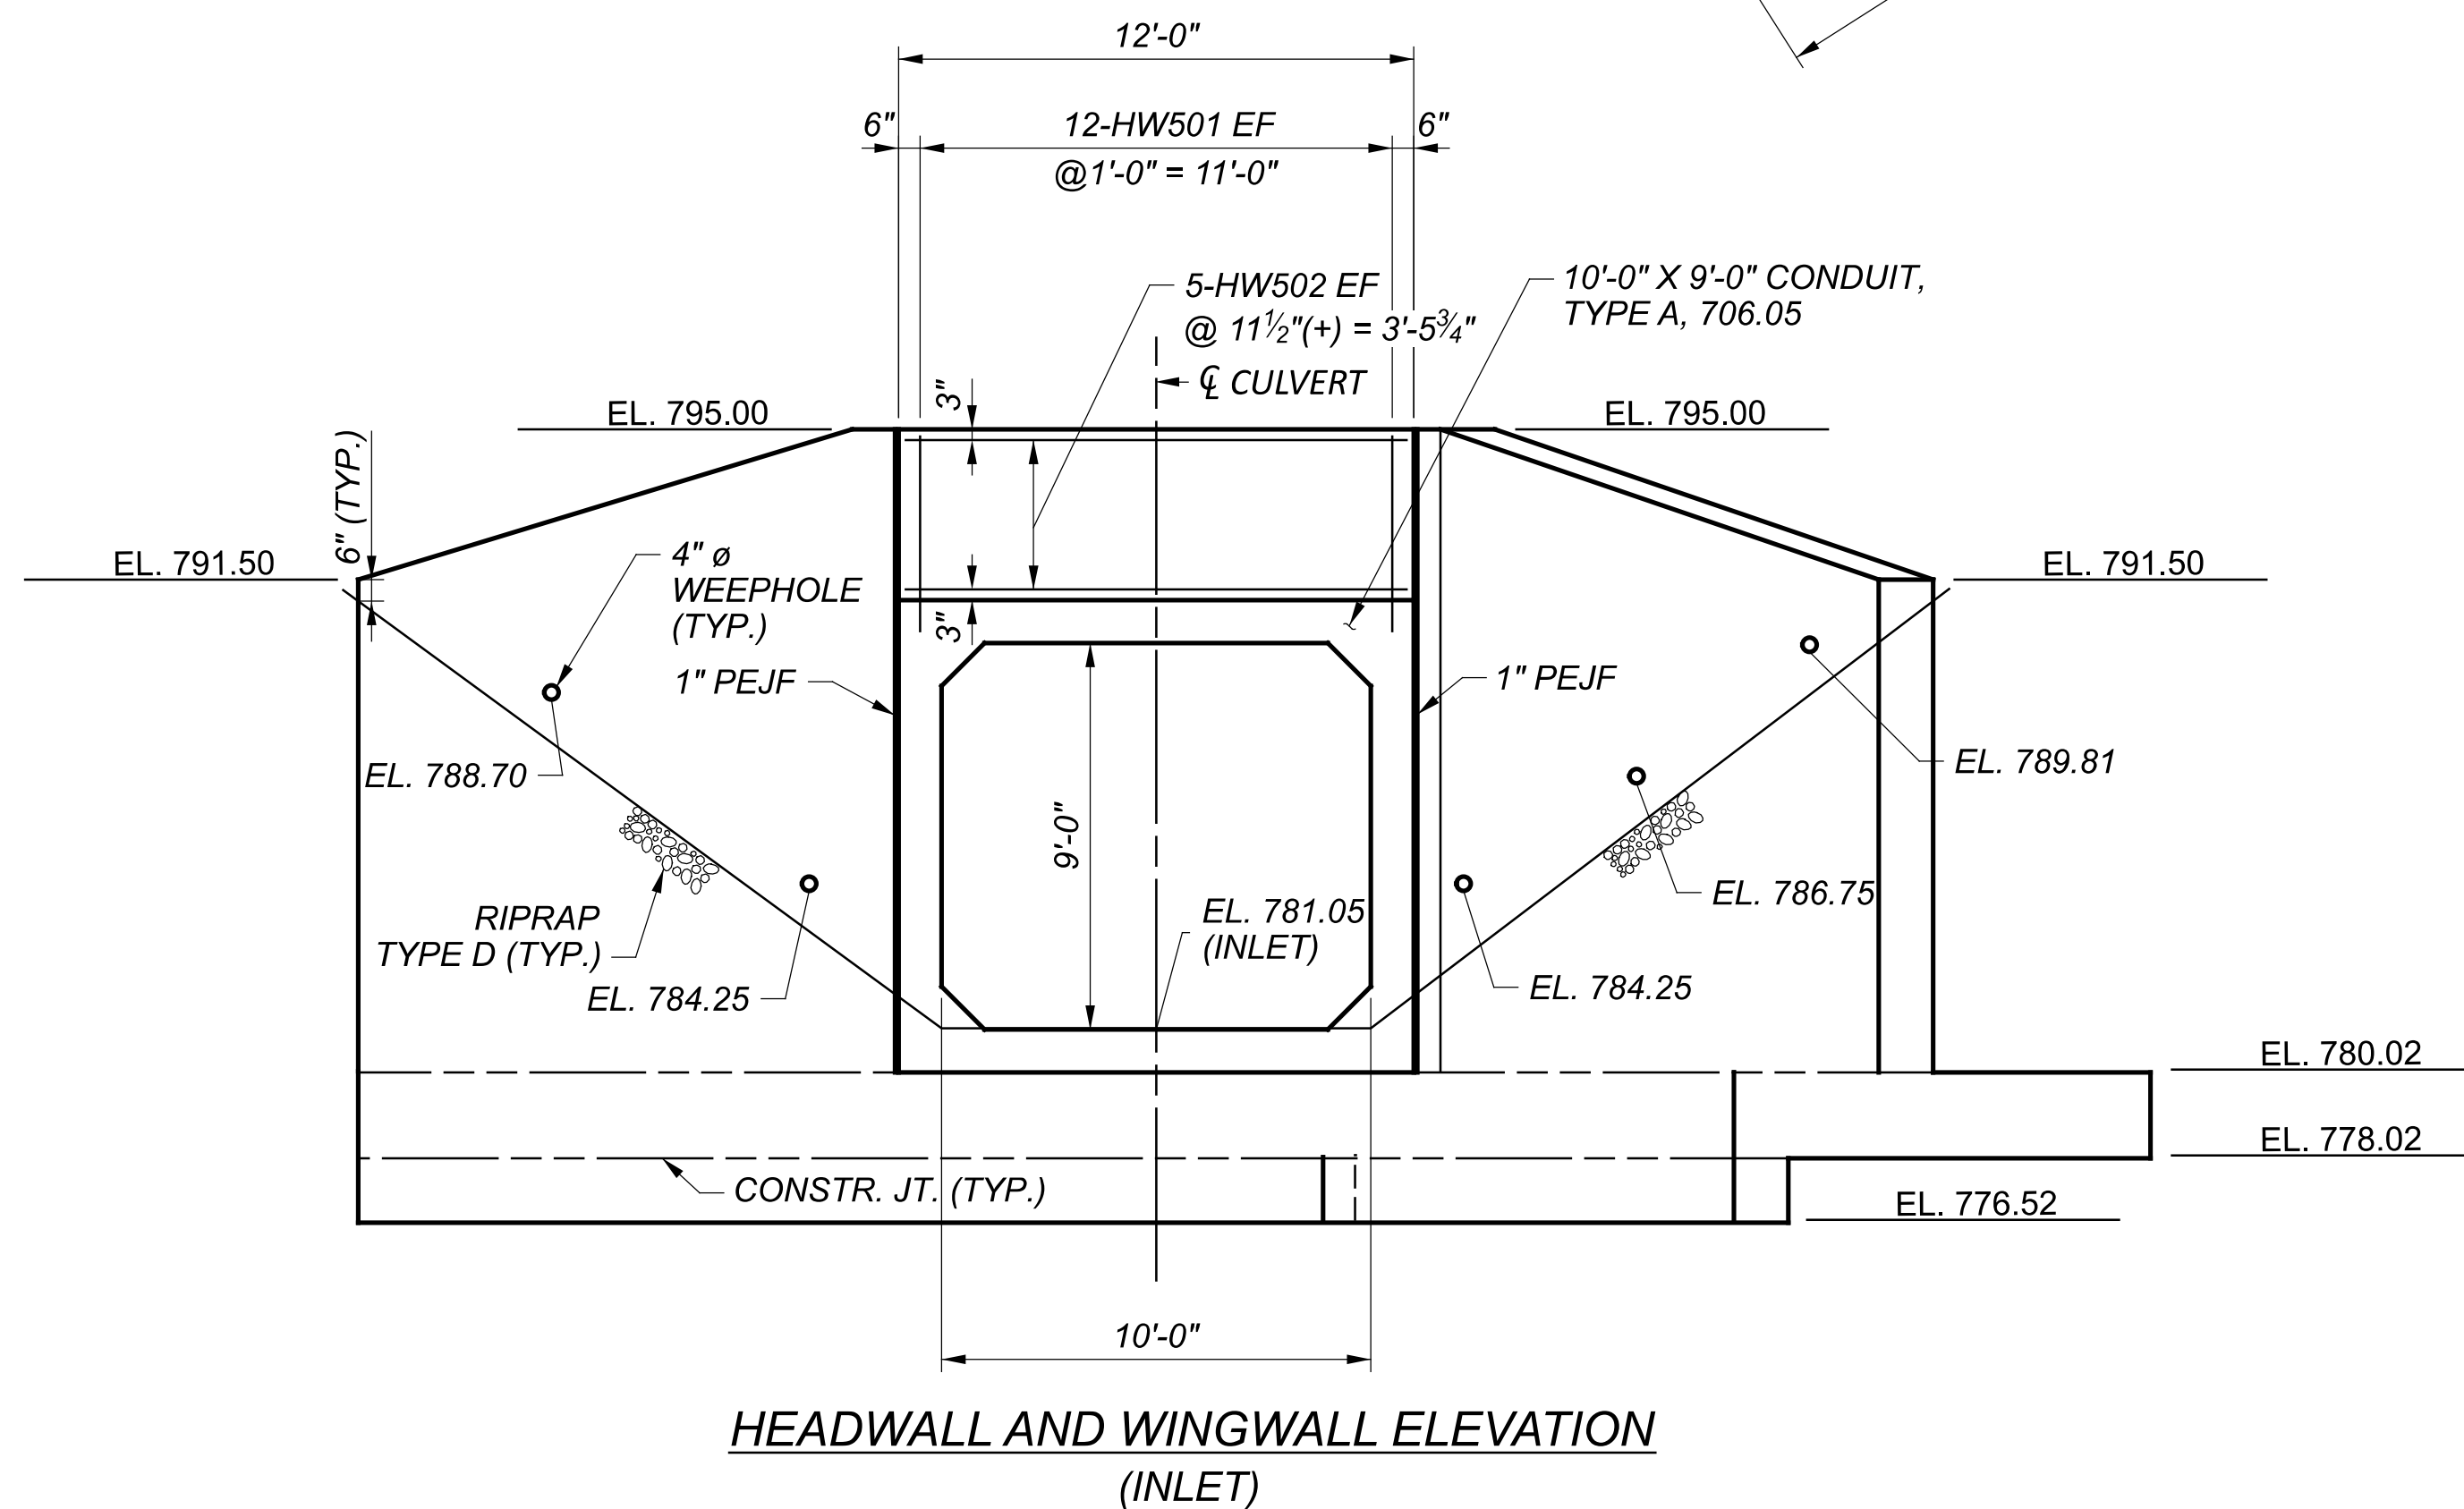 12'-0"
6" 12-HW501 EF 6"
@1'-0" = 11'-0"
10'-0" X 9'-0" CONDUIT,
TYPE A, 706.05
5-HW502 EF
@ 11½"(+) = 3'-5¾"
℄ CULVERT
3"
EL. 795.00
EL. 795.00
6" (TYP.)
EL. 791.50
EL. 791.50
4" ø
WEEPHOLE
(TYP.)
3"
1" PEJF
1" PEJF
EL. 788.70
EL. 789.81
9'-0"
EL. 786.75
RIPRAP
TYPE D (TYP.)
EL. 781.05
(INLET)
EL. 784.25
EL. 784.25
EL. 780.02
EL. 778.02
CONSTR. JT. (TYP.)
EL. 776.52
10'-0"
HEADWALL AND WINGWALL ELEVATION
(INLET)